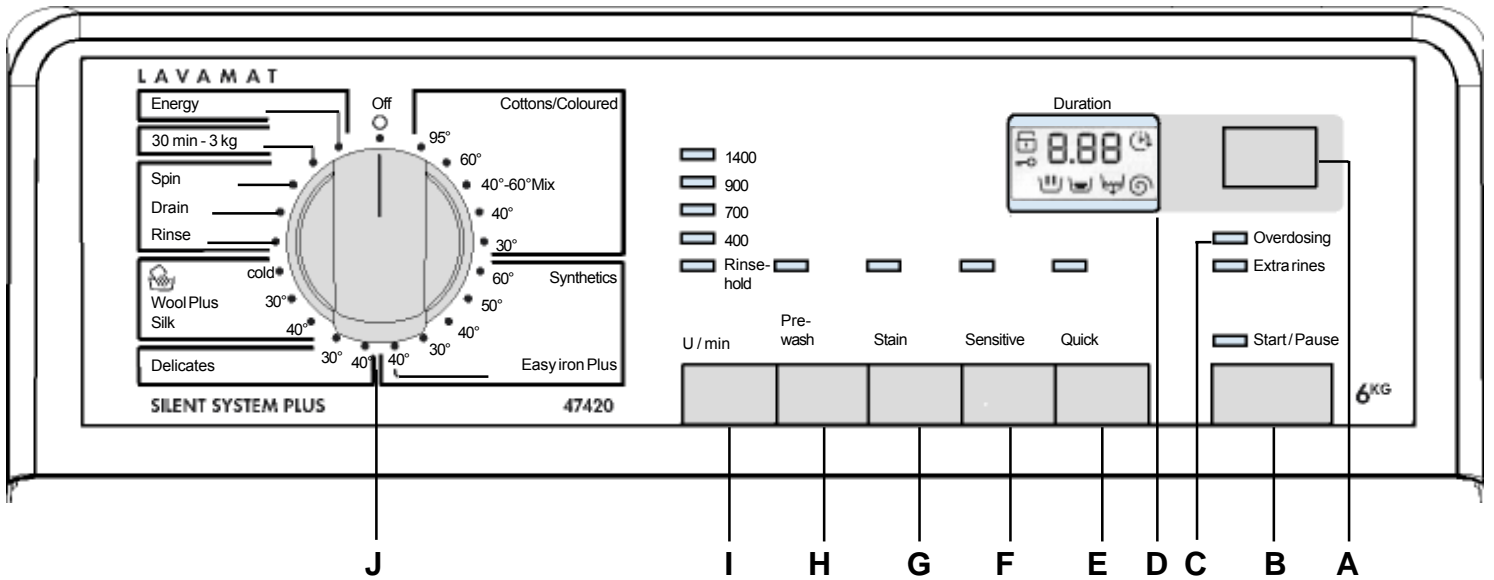 LAVAMAT
Energy
Off
Cottons/Coloured
30 min - 3 kg
95°
60°
40°-60°Mix
40°
30°
Spin
Drain
Rinse
cold
30°
40°
Wool Plus
Silk
Synthetics
60°
50°
40°
30°
Delicates
30°
40°
40°
Easy iron Plus
SILENT SYSTEM PLUS
47420
1400
900
700
400
Rinse-
hold
U / min
Pre-
wash
Stain
Sensitive
Quick
Duration
8.88
Overdosing
Extra rines
Start / Pause
6KG
J
I
H
G
F
E
D
C
B
A